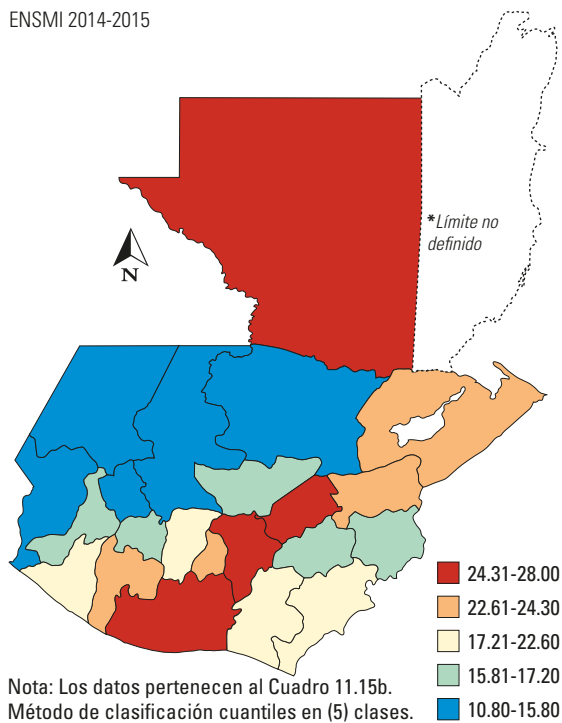 ENSMI 2014-2015
*Límite no
definido
N
24.31-28.00
22.61-24.30
17.21-22.60
15.81-17.20
10.80-15.80
Nota: Los datos pertenecen al Cuadro 11.15b.
Método de clasificación cuantiles en (5) clases.